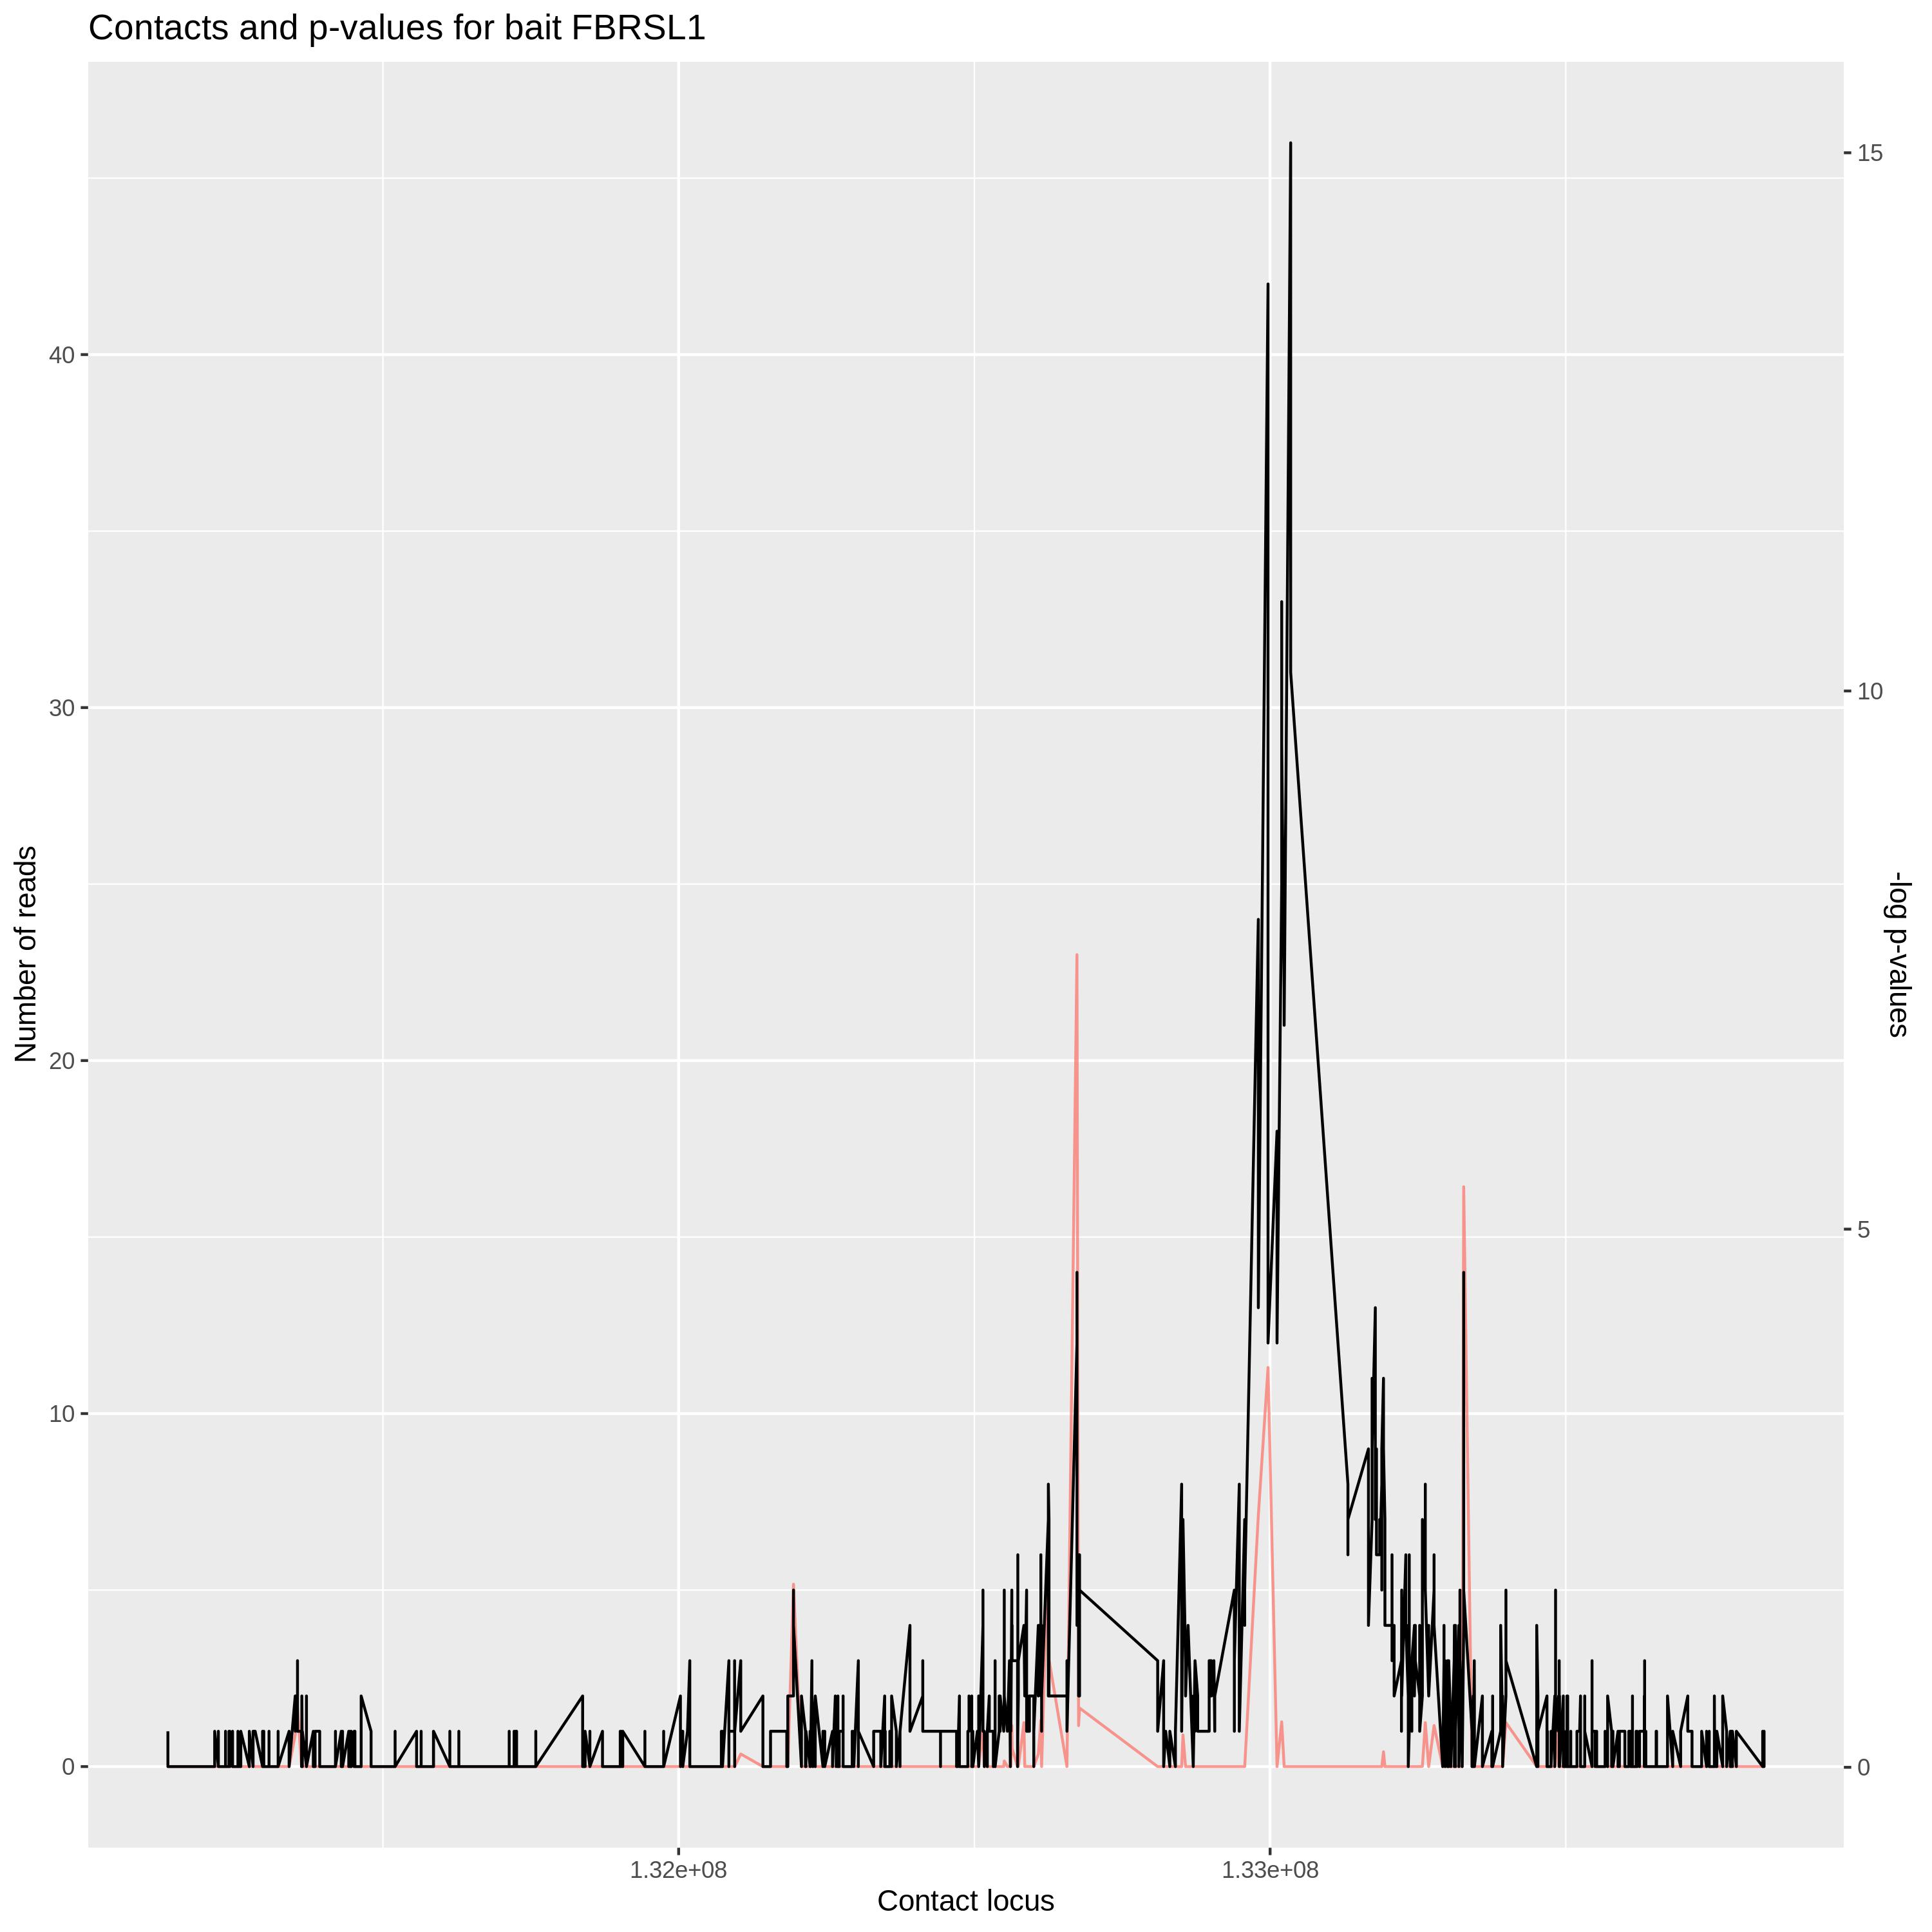 Contacts and p-values for bait FBRSL1
15
40
10
30
Number of reads
-log p-values
20
5
10
0
0
1.32e+08
1.33e+08
Contact locus